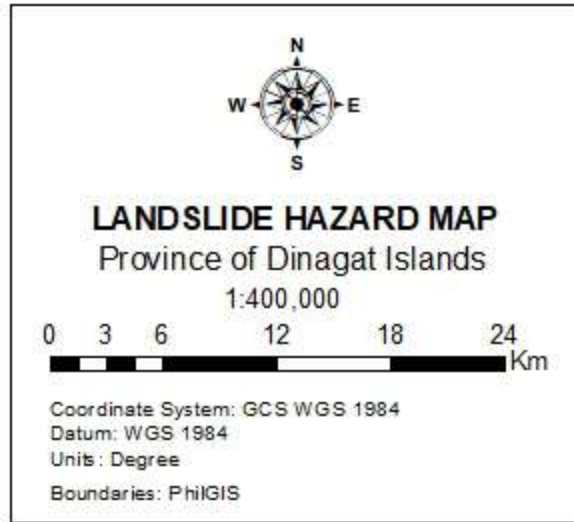 N
W E
S
LANDSLIDE HAZARD MAP
Province of Dinagat Islands
1:400,000
0 3 6 12 18 24
Km
Coordinate System: GCS WGS 1984
Datum: WGS 1984
Units: Degree
Boundaries: PhilGIS